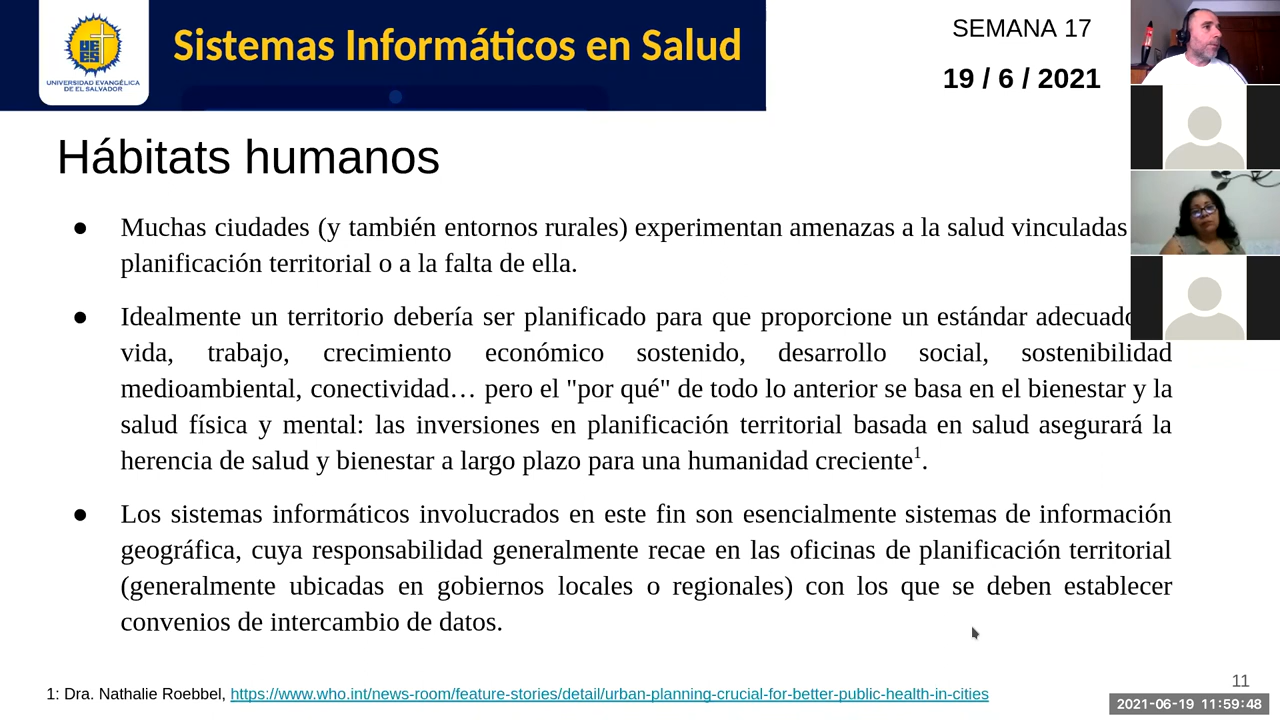 UNIVERSIDAD EVANGÉLICA
DE EL SALVADOR
Sistemas Informáticos en Salud
SEMANA 17
19 / 6 / 2021
Hábitats humanos
● Muchas ciudades (y también entornos rurales) experimentan amenazas a la salud vinculadas
planificación territorial o a la falta de ella.
● Idealmente un territorio debería ser planificado para que proporcione un estándar adecuado
vida, trabajo, crecimiento económico sostenido, desarrollo social, sostenibilidad
medioambiental, conectividad… pero el "por qué" de todo lo anterior se basa en el bienestar y la
salud física y mental: las inversiones en planificación territorial basada en salud asegurará la
herencia de salud y bienestar a largo plazo para una humanidad creciente1.
● Los sistemas informáticos involucrados en este fin son esencialmente sistemas de información
geográfica, cuya responsabilidad generalmente recae en las oficinas de planificación territorial
(generalmente ubicadas en gobiernos locales o regionales) con los que se deben establecer
convenios de intercambio de datos.
1: Dra. Nathalie Roebbel, https://www.who.int/news-room/feature-stories/detail/urban-planning-crucial-for-better-public-health-in-cities
11
2021-06-19 11:59:48